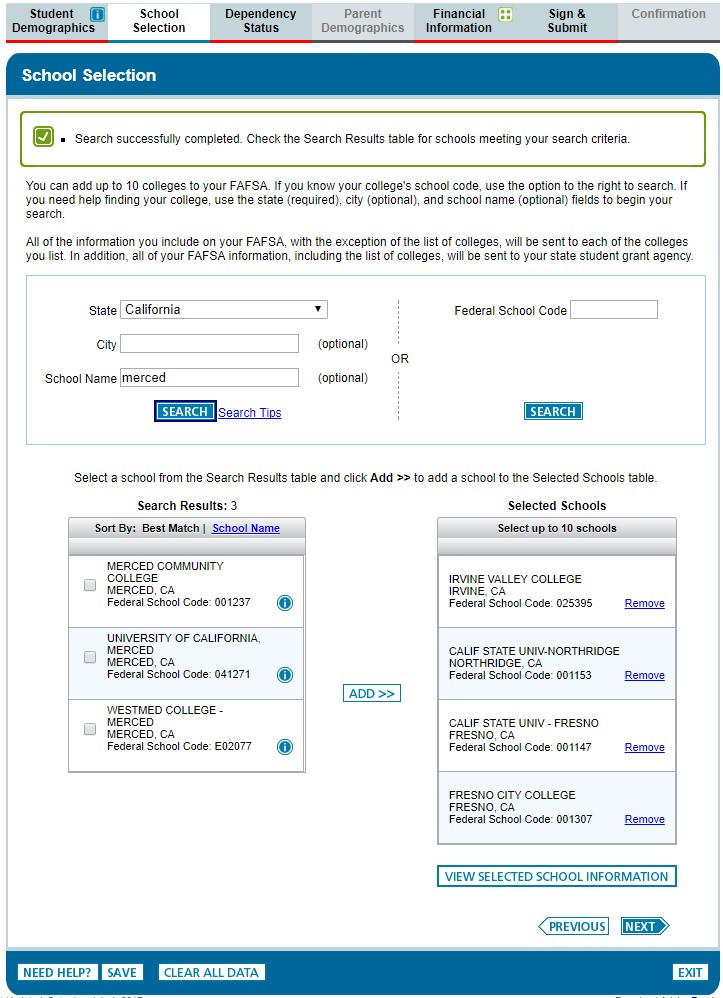 Student Demographics
School Selection
Dependency Status
Parent Demographics
Financial Information
Sign & Submit
Confirmation
School Selection
Search successfully completed. Check the Search Results table for schools meeting your search criteria.
You can add up to 10 colleges to your FAFSA. If you know your college's school code, use the option to the right to search. If
you need help finding your college, use the state (required), city (optional), and school name (optional) fields to begin your
search.
All of the information you include on your FAFSA, with the exception of the list of colleges, will be sent to each of the colleges
you list. In addition, all of your FAFSA information, including the list of colleges, will be sent to your state student grant agency.
State California
Federal School Code
City (optional)
OR
School Name merced (optional)
SEARCH Search Tips
SEARCH
Select a school from the Search Results table and click Add >> to add a school to the Selected Schools table.
Search Results: 3
Sort By: Best Match | School Name
MERCED COMMUNITY
COLLEGE
MERCED, CA
Federal School Code: 001237
UNIVERSITY OF CALIFORNIA,
MERCED
MERCED, CA
Federal School Code: 041271
WESTMED COLLEGE -
MERCED
MERCED, CA
Federal School Code: E02077
ADD >>
Selected Schools
Select up to 10 schools
IRVINE VALLEY COLLEGE
IRVINE, CA
Federal School Code: 025395 Remove
CALIF STATE UNIV-NORTHRIDGE
NORTHRIDGE, CA
Federal School Code: 001153 Remove
CALIF STATE UNIV - FRESNO
FRESNO, CA
Federal School Code: 001147 Remove
FRESNO CITY COLLEGE
FRESNO, CA
Federal School Code: 001307 Remove
VIEW SELECTED SCHOOL INFORMATION
PREVIOUS NEXT
NEED HELP? SAVE CLEAR ALL DATA EXIT